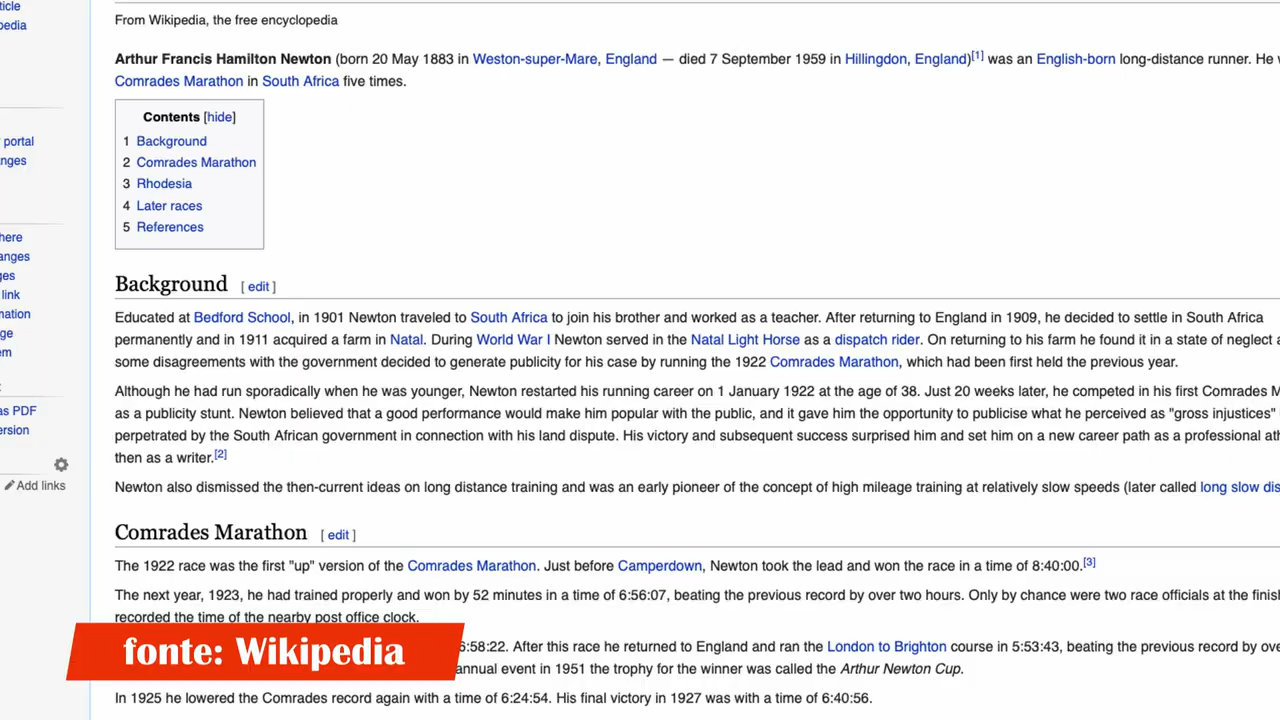 ticle
pedia
portal
anges
here
anges
ges
link
mation
ge
m
as PDF
ersion
Add links
From Wikipedia, the free encyclopedia
Arthur Francis Hamilton Newton (born 20 May 1883 in Weston-super-Mare, England — died 7 September 1959 in Hillingdon, England)[1] was an English-born long-distance runner. He
Comrades Marathon in South Africa five times.
Contents [hide]
1 Background
2 Comrades Marathon
3 Rhodesia
4 Later races
5 References
Background [ edit ]
Educated at Bedford School, in 1901 Newton traveled to South Africa to join his brother and worked as a teacher. After returning to England in 1909, he decided to settle in South Africa
permanently and in 1911 acquired a farm in Natal. During World War I Newton served in the Natal Light Horse as a dispatch rider. On returning to his farm he found it in a state of neglect
some disagreements with the government decided to generate publicity for his case by running the 1922 Comrades Marathon, which had been first held the previous year.
Although he had run sporadically when he was younger, Newton restarted his running career on 1 January 1922 at the age of 38. Just 20 weeks later, he competed in his first Comrades M
as a publicity stunt. Newton believed that a good performance would make him popular with the public, and it gave him the opportunity to publicise what he perceived as "gross injustices"
perpetrated by the South African government in connection with his land dispute. His victory and subsequent success surprised him and set him on a new career path as a professional ath
then as a writer.[2]
Newton also dismissed the then-current ideas on long distance training and was an early pioneer of the concept of high mileage training at relatively slow speeds (later called long slow dis
Comrades Marathon [ edit ]
The 1922 race was the first "up" version of the Comrades Marathon. Just before Camperdown, Newton took the lead and won the race in a time of 8:40:00.[3]
The next year, 1923, he had trained properly and won by 52 minutes in a time of 6:56:07, beating the previous record by over two hours. Only by chance were two race officials at the finis
recorded the time of the nearby post office clock.
6:58:22. After this race he returned to England and ran the London to Brighton course in 5:53:43, beating the previous record by ove
annual event in 1951 the trophy for the winner was called the Arthur Newton Cup.
fonte: Wikipedia
In 1925 he lowered the Comrades record again with a time of 6:24:54. His final victory in 1927 was with a time of 6:40:56.